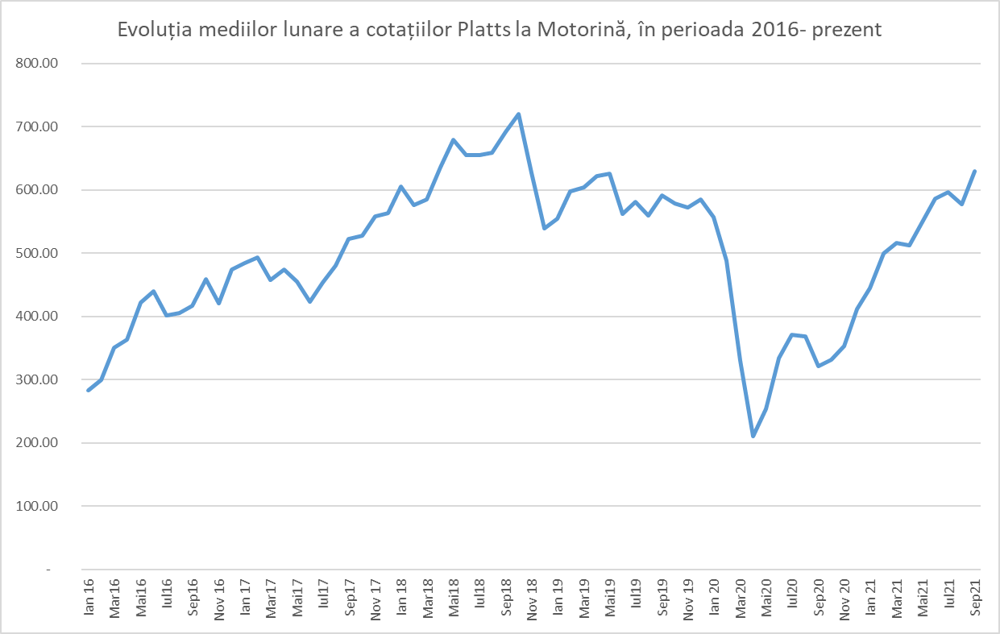 Evoluția mediilor lunare a cotațiilor Platts la Motorină, în perioada 2016- prezent
800.00
700.00
600.00
500.00
400.00
300.00
200.00
100.00
-
Ian 16
Mar16
Mai16
Iul16
Sep16
Nov 16
Ian 17
Mar17
Mai17
Iul17
Sep17
Nov 17
Ian 18
Mar18
Mai18
Iul18
Sep18
Nov 18
Ian 19
Mar19
Mai19
Iul19
Sep19
Nov 19
Ian 20
Mar20
Mai20
Iul20
Sep20
Nov 20
Ian 21
Mar21
Mai21
Iul21
Sep21